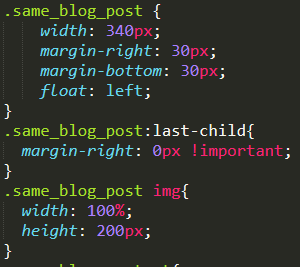 .same_blog_post {
    width: 340px;
    margin-right: 30px;
    margin-bottom: 30px;
    float: left;
}
.same_blog_post:last-child{
  margin-right: 0px !important;
}
.same_blog_post img{
  width: 100%;
  height: 200px;
}